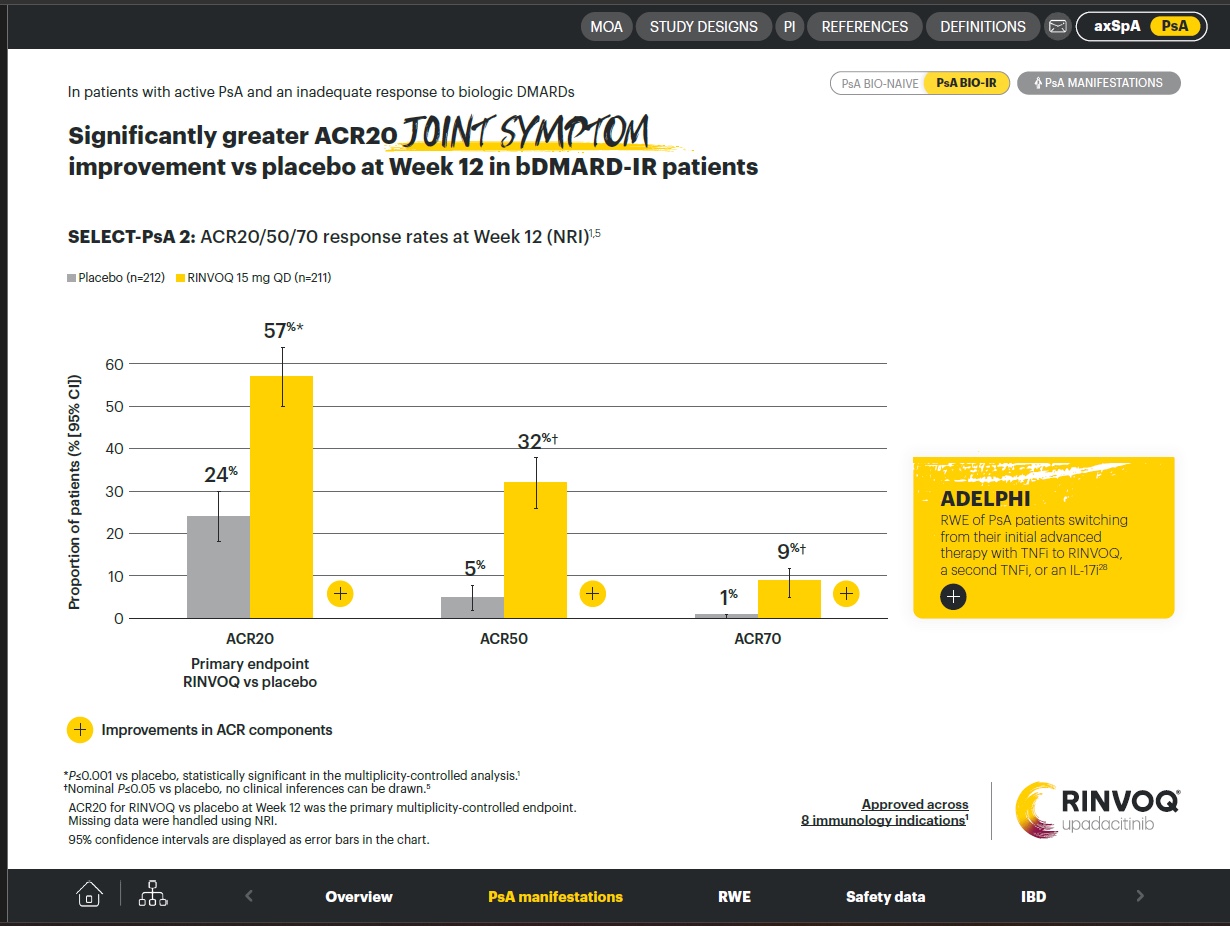 MOA STUDY DESIGNS PI REFERENCES DEFINITIONS axSpA PsA
PsA BIO-NAIVE PsA BIO-IR PsA MANIFESTATIONS
In patients with active PsA and an inadequate response to biologic DMARDs
Significantly greater ACR20 JOINT SYMPTOM
improvement vs placebo at Week 12 in bDMARD-IR patients
SELECT-PsA 2: ACR20/50/70 response rates at Week 12 (NRI)1,5
Placebo (n=212) RINVOQ 15 mg QD (n=211)
Proportion of patients (% [95% CI])
60
50
40
30
20
10
0
24%
57%*
5%
32%†
1%
9%†
ACR20
ACR50
ACR70
Primary endpoint
RINVOQ vs placebo
ADELPHI
RWE of PsA patients switching
from their initial advanced
therapy with TNFi to RINVOQ,
a second TNFi, or an IL-17i28
Improvements in ACR components
*P≤0.001 vs placebo, statistically significant in the multiplicity-controlled analysis.1
†Nominal P≤0.05 vs placebo, no clinical inferences can be drawn.5
ACR20 for RINVOQ vs placebo at Week 12 was the primary multiplicity-controlled endpoint.
Missing data were handled using NRI.
95% confidence intervals are displayed as error bars in the chart.
Approved across
8 immunology indications1
RINVOQ®
upadacitinib
Overview PsA manifestations RWE Safety data IBD